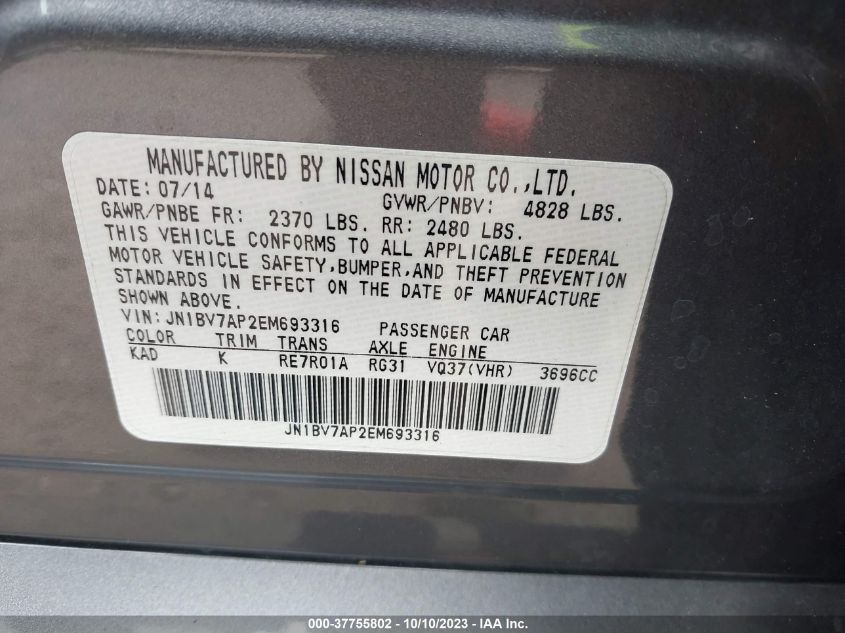 MANUFACTURED BY NISSAN MOTOR CO.,LTD.
DATE: 07/14 GVWR/PNBV: 4828 LBS.
GAWR/PNBE FR: 2370 LBS. RR: 2480 LBS.
THIS VEHICLE CONFORMS TO ALL APPLICABLE FEDERAL
MOTOR VEHICLE SAFETY,BUMPER,AND THEFT PREVENTION
STANDARDS IN EFFECT ON THE DATE OF MANUFACTURE
SHOWN ABOVE.
VIN: JN1BV7AP2EM693316 PASSENGER CAR
COLOR TRIM TRANS AXLE ENGINE
KAD K RE7R01A RG31 VQ37(VHR) 3696CC
JN1BV7AP2EM693316
000-37755802 - 10/10/2023 - IAA Inc.